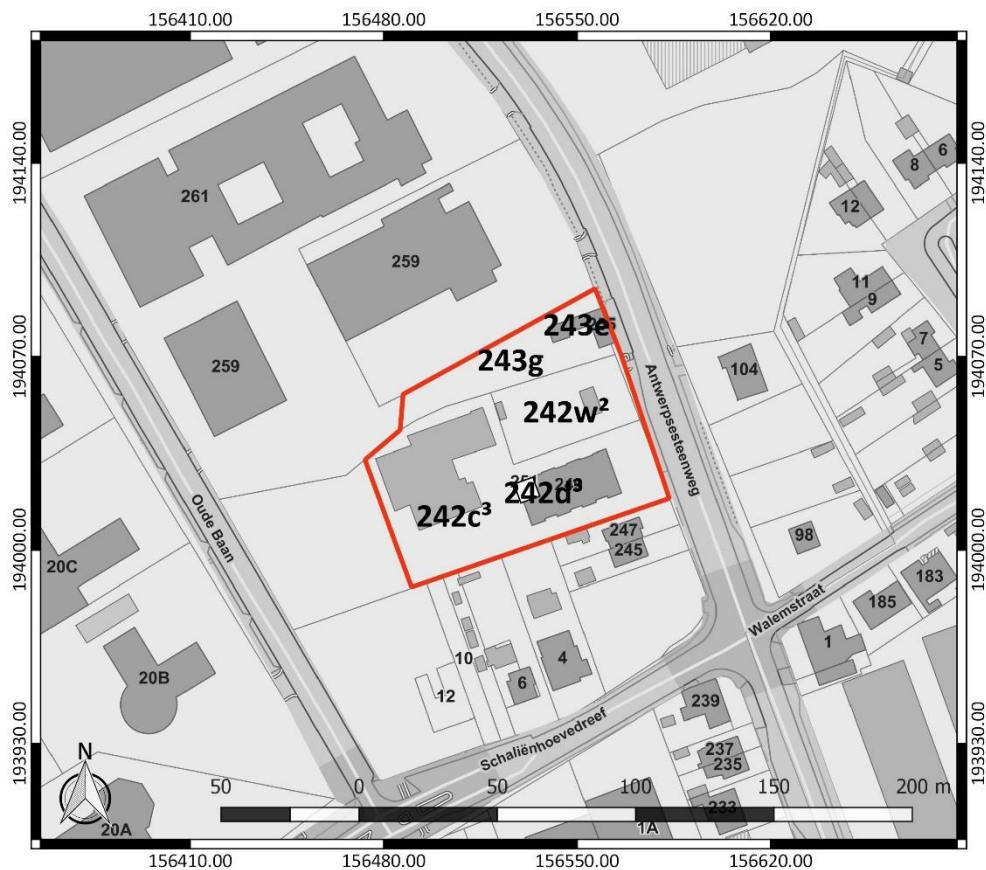 156410.00 156480.00 156550.00 156620.00
194140.00 194140.00
6
8
261
12
259
11
9
243e
7
194070.00 194070.00
243g
259
104
5
Antwerpsesteenweg
242w²
242d³
242c³
Oude Baan
247
98
194000.00 194000.00
245
20C
183
185
Walemstraat
1
10
4
20B
6
12
239
Schaliënhoevedreef
193930.00 193930.00
237
235
N
50 0 50 100 150 200 m
233
20A
1A
156410.00 156480.00 156550.00 156620.00